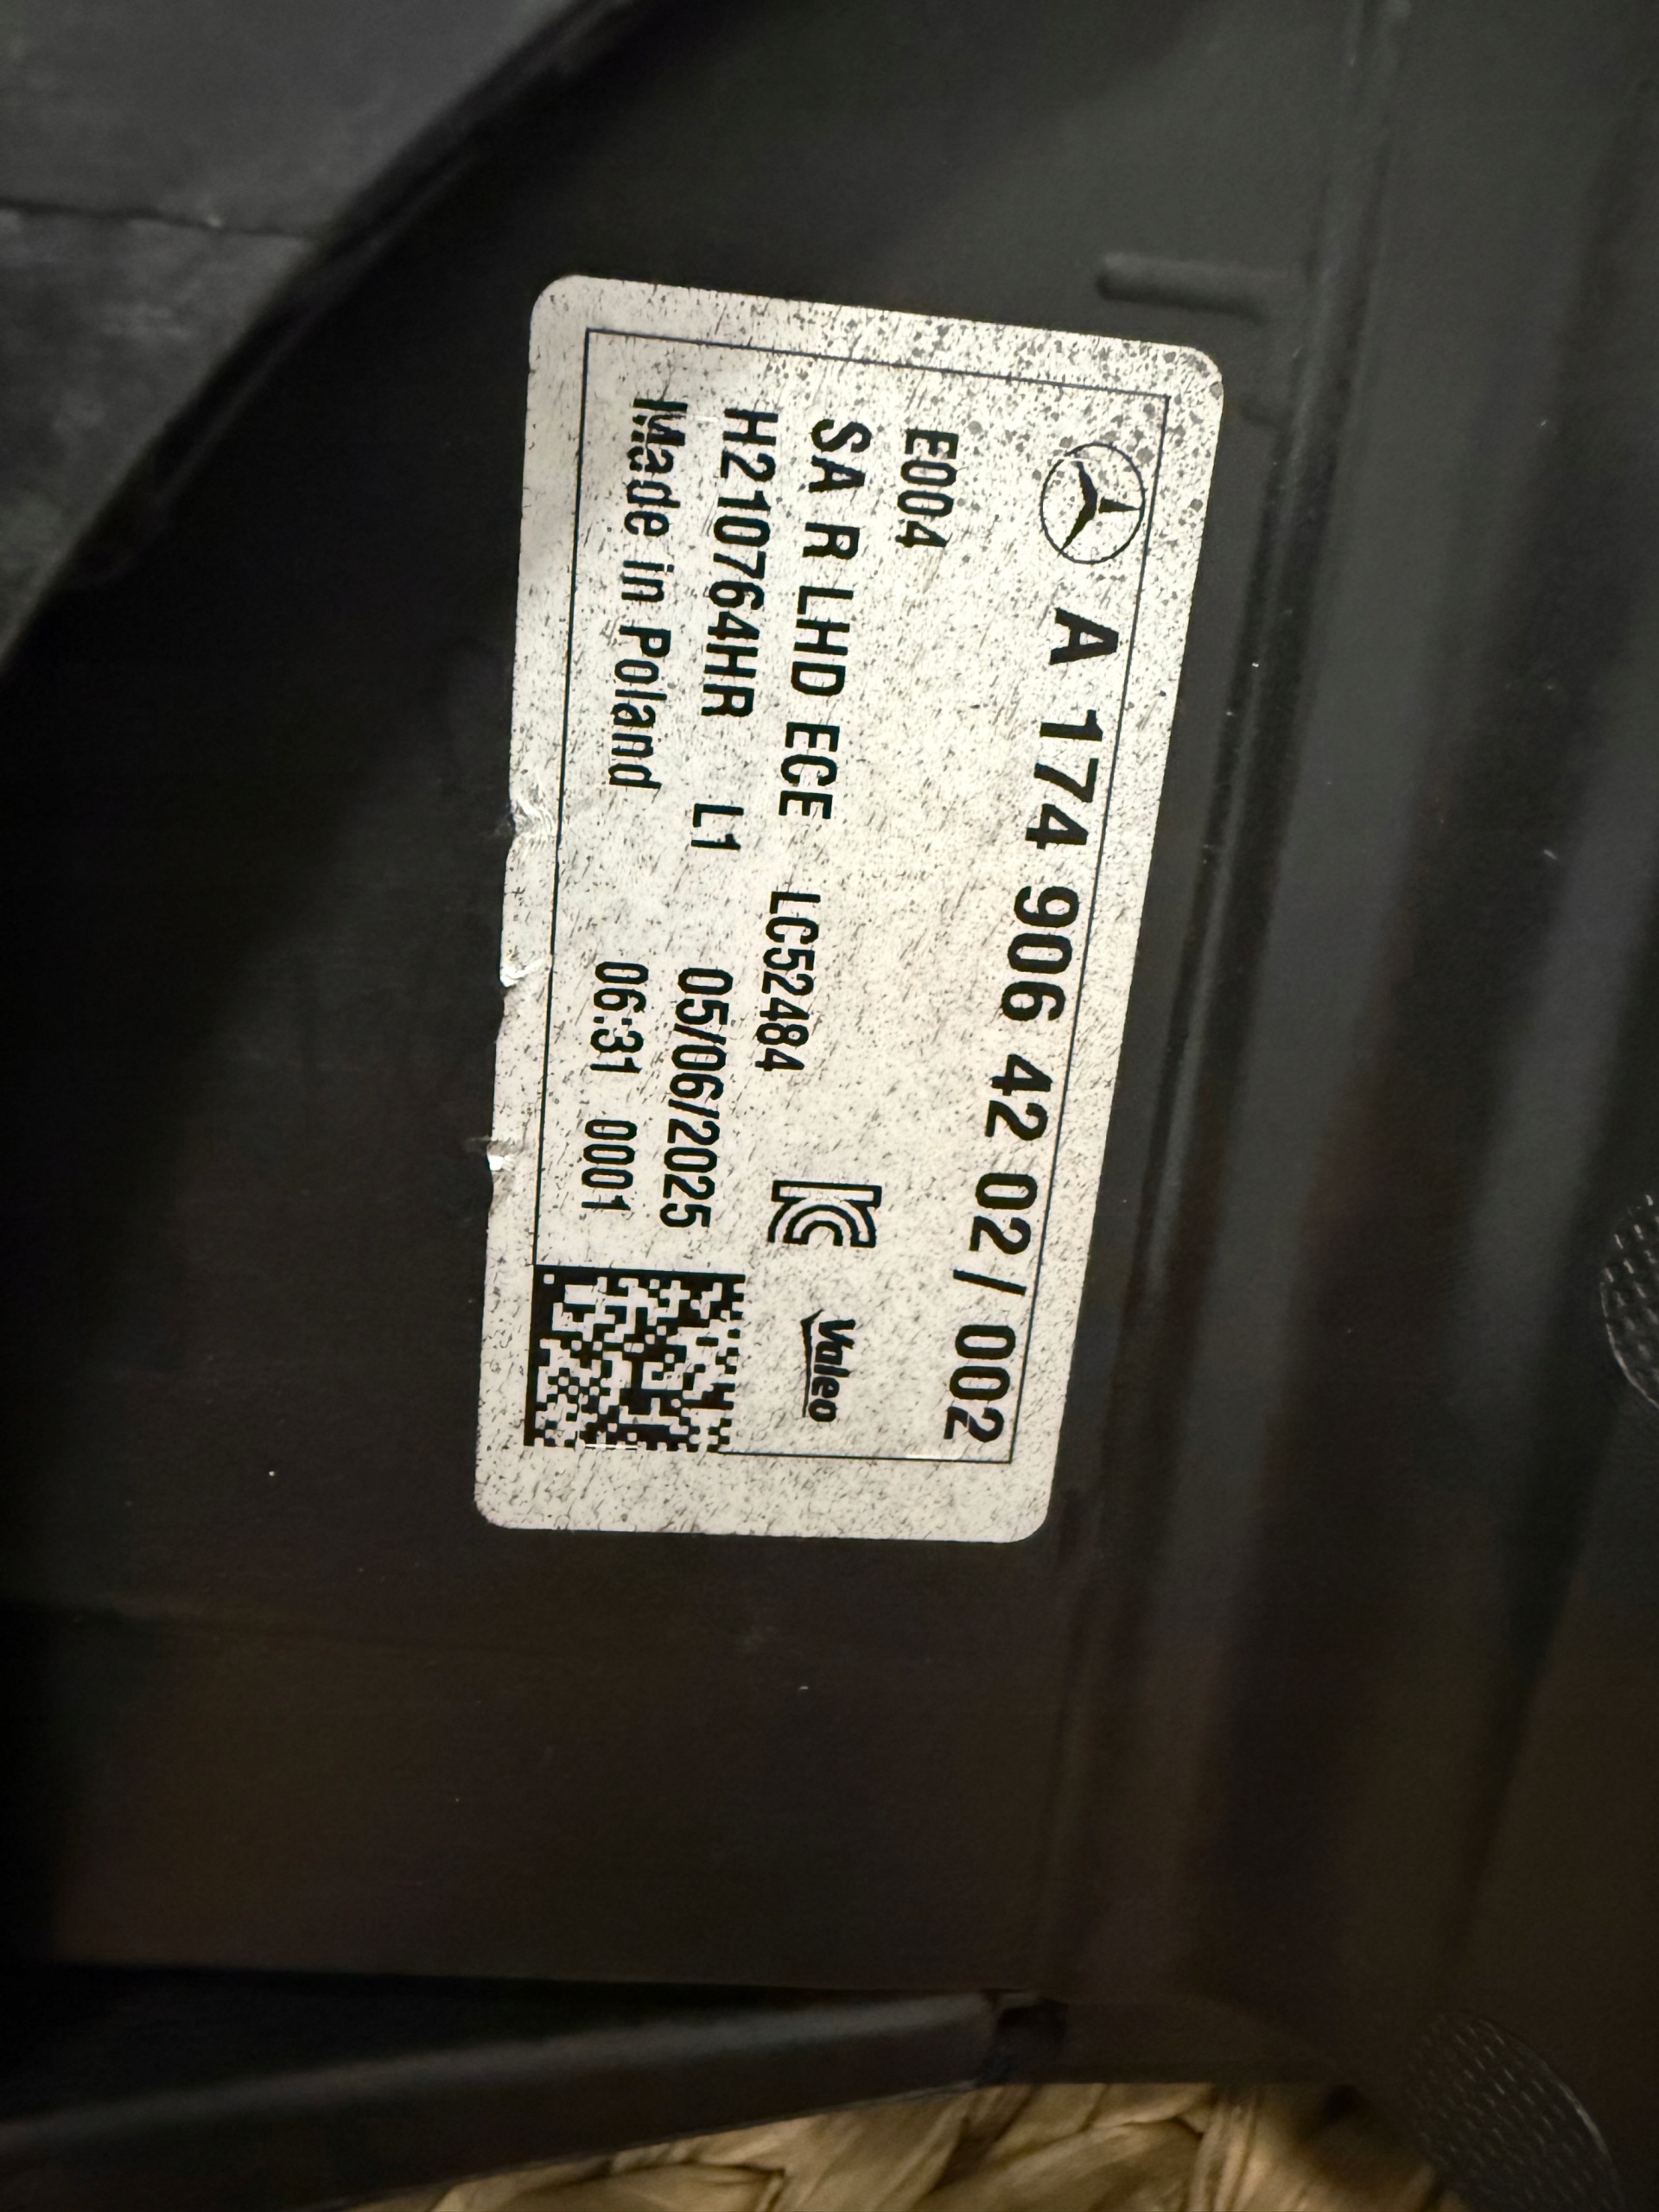 A 174 906 42 02/002
E004
SA R LHD ECE LC52484
Valeo
H210764HR L1 05/06/2025
Made in Poland 06:31 0001